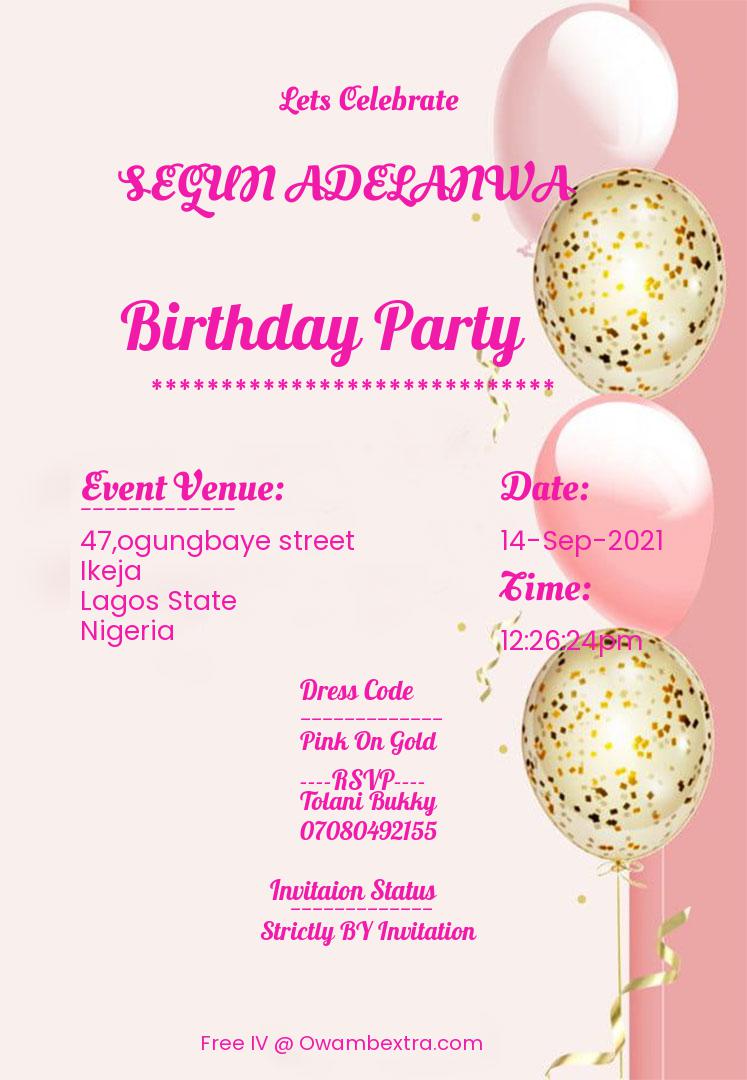 Lets Celebrate
SEGUN ADELANWA
Birthday Party
*****************************
Event Venue:
-------------
47,ogungbaye street
Ikeja
Lagos State
Nigeria
Date:
14-Sep-2021
Time:
12:26:24pm
Dress Code
-------------
Pink On Gold
----RSVP----
Tolani Bukky
07080492155
Invitaion Status
-------------
Strictly BY Invitation
Free IV @ Owambextra.com